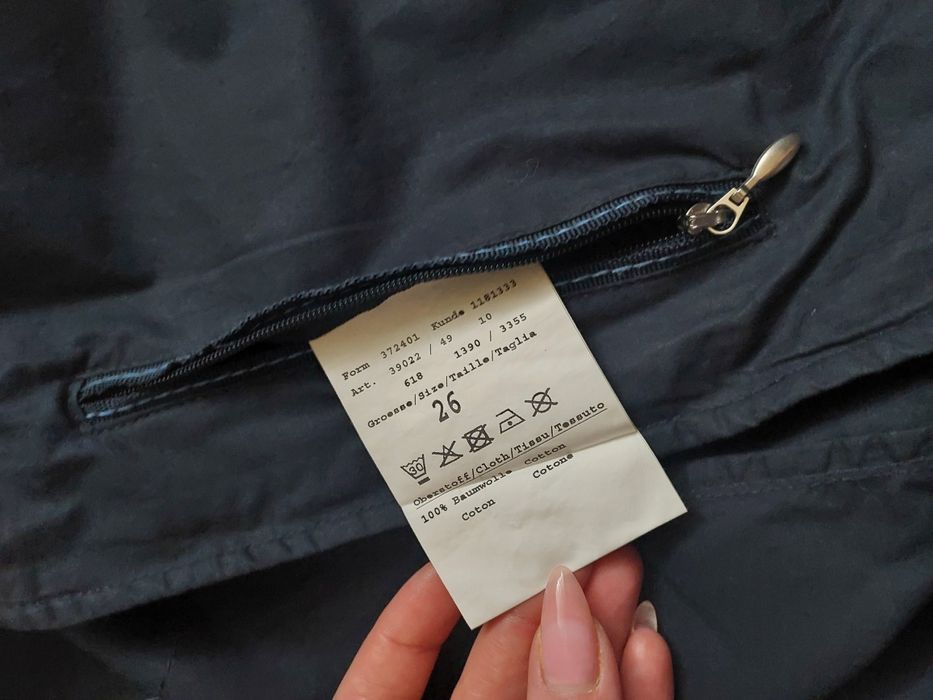 Form 372401 Kunde 1181333
Art. 39022 / 49 10
618 1390 / 3355
Groesse/Size/Taille/Taglia
26
30
Oberstoff/Cloth/Tissu/Tessuto
100% Baumwolle Cotton
Coton Cotone